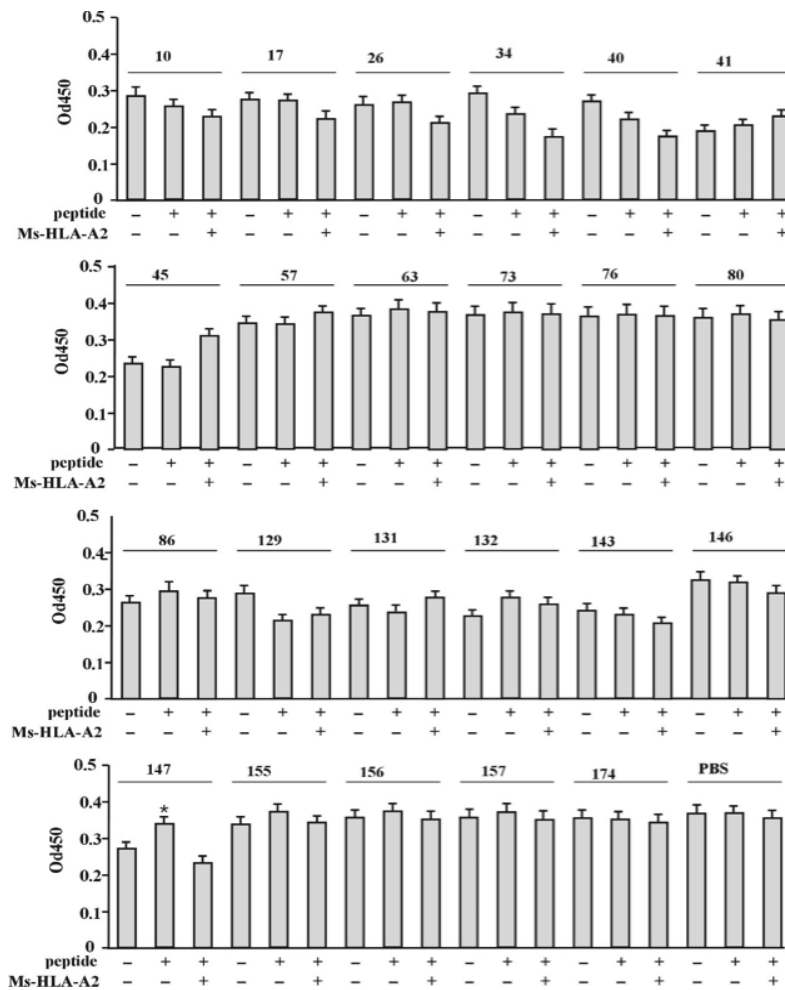 0.5
10 17 26 34 40 41
0.4
0.3
0.2
0.1
0
Od450
peptide – + + – + + – + + – + + – + + – + +
Ms-HLA-A2 – – + – – + – – + – – + – – + – – +
0.5
45 57 63 73 76 80
0.4
0.3
0.2
0.1
0
Od450
peptide – + + – + + – + + – + + – + + – + +
Ms-HLA-A2 – – + – – + – – + – – + – – + – – +
0.5
86 129 131 132 143 146
0.4
0.3
0.2
0.1
0
Od450
peptide – + + – + + – + + – + + – + + – + +
Ms-HLA-A2 – – + – – + – – + – – + – – + – – +
0.5
147 155 156 157 174 PBS
0.4
*
0.3
0.2
0.1
0
Od450
peptide – + + – + + – + + – + + – + + – + +
Ms-HLA-A2 – – + – – + – – + – – + – – + – – +